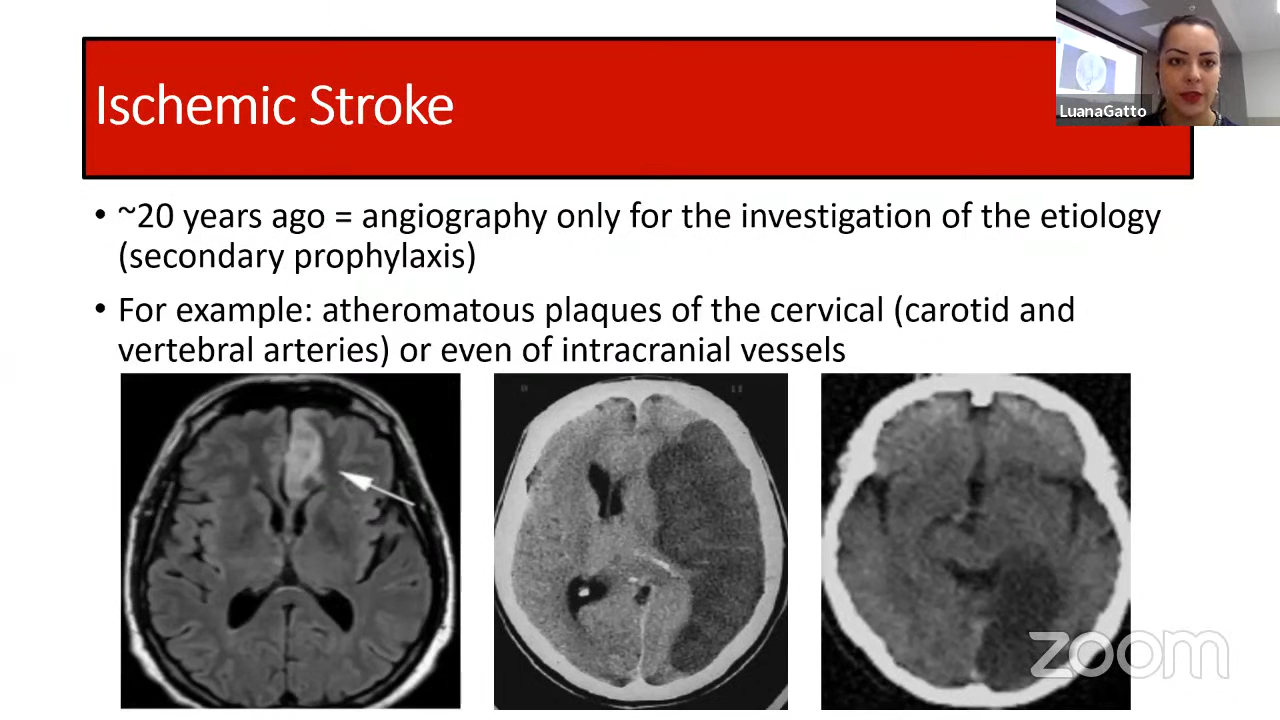 Ischemic Stroke
LuanaGatto
• ~20 years ago = angiography only for the investigation of the etiology
(secondary prophylaxis)
• For example: atheromatous plaques of the cervical (carotid and
vertebral arteries) or even of intracranial vessels
zoom